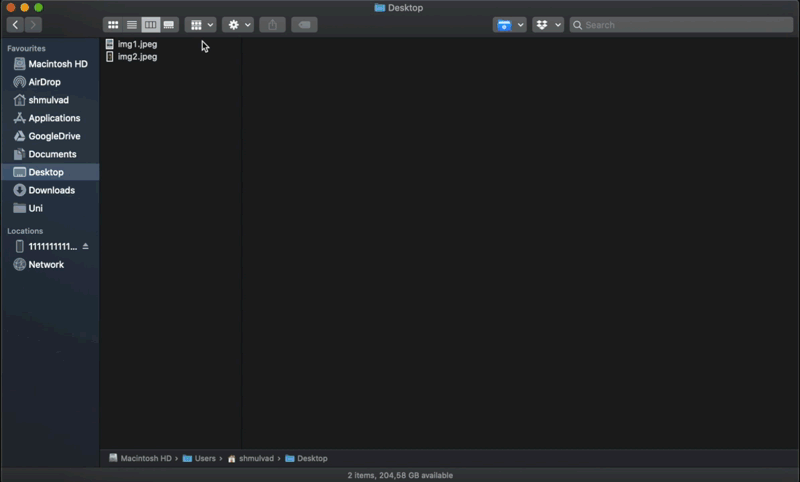 Desktop
Search
Favourites
Macintosh HD
AirDrop
shmulvad
Applications
GoogleDrive
Documents
Desktop
Downloads
Uni
Locations
1111111111...
Network
img1.jpeg
img2.jpeg
Macintosh HD › Users › shmulvad › Desktop
2 items, 204,58 GB available